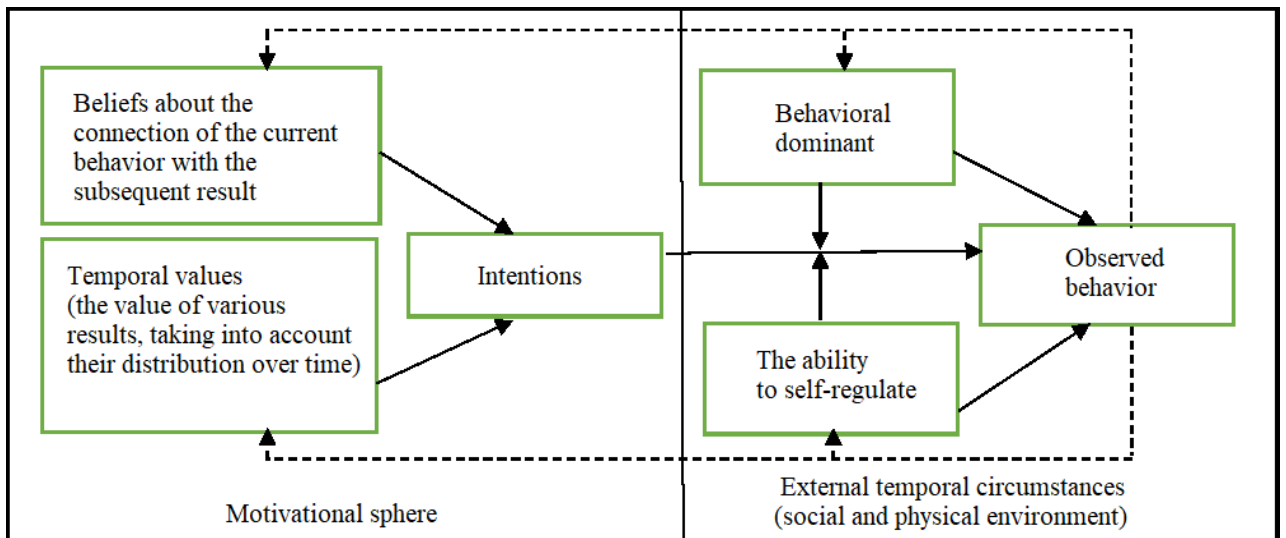 Beliefs about the
connection of the current
behavior with the
subsequent result
Temporal values
(the value of various
results, taking into account
their distribution over time)
Intentions
Behavioral
dominant
Observed
behavior
The ability
to self-regulate
Motivational sphere
External temporal circumstances
(social and physical environment)